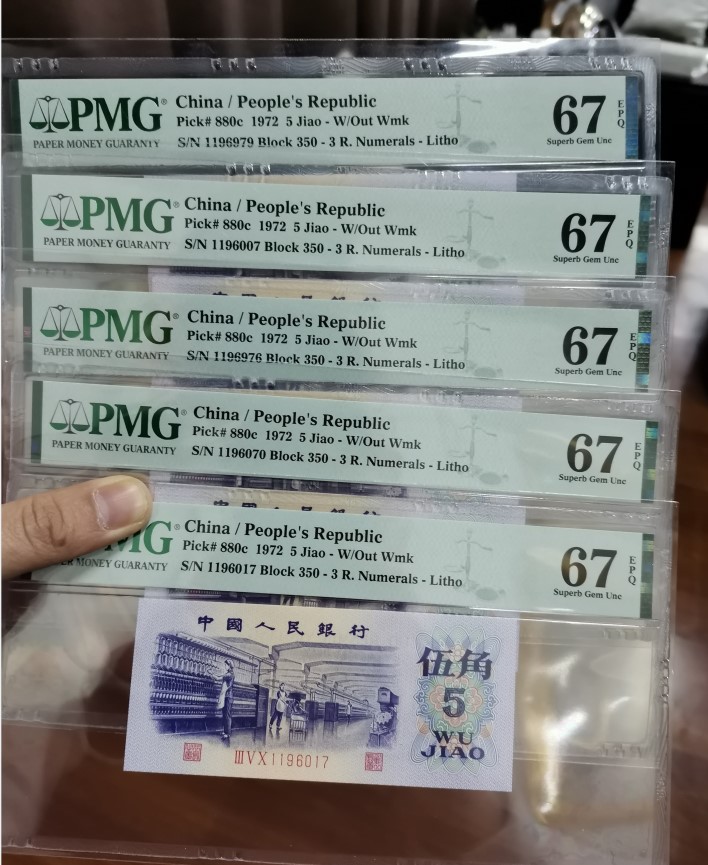 PMG®
PAPER MONEY GUARANTY
China / People's Republic
Pick# 880c 1972 5 Jiao - W/Out Wmk
S/N 1196979 Block 350 - 3 R. Numerals - Litho
67
EPQ
Superb Gem Unc
PMG®
PAPER MONEY GUARANTY
China / People's Republic
Pick# 880c 1972 5 Jiao - W/Out Wmk
S/N 1196007 Block 350 - 3 R. Numerals - Litho
67
EPQ
Superb Gem Unc
PMG®
PAPER MONEY GUARANTY
China / People's Republic
Pick# 880c 1972 5 Jiao - W/Out Wmk
S/N 1196976 Block 350 - 3 R. Numerals - Litho
67
EPQ
Superb Gem Unc
PMG®
PAPER MONEY GUARANTY
China / People's Republic
Pick# 880c 1972 5 Jiao - W/Out Wmk
S/N 1196070 Block 350 - 3 R. Numerals - Litho
67
EPQ
Superb Gem Unc
MG®
MONEY GUARANTY
China / People's Republic
Pick# 880c 1972 5 Jiao - W/Out Wmk
S/N 1196017 Block 350 - 3 R. Numerals - Litho
67
EPQ
Superb Gem Unc
中國人民銀行
伍角
5
WU
JIAO
ⅢⅤⅩ1196017